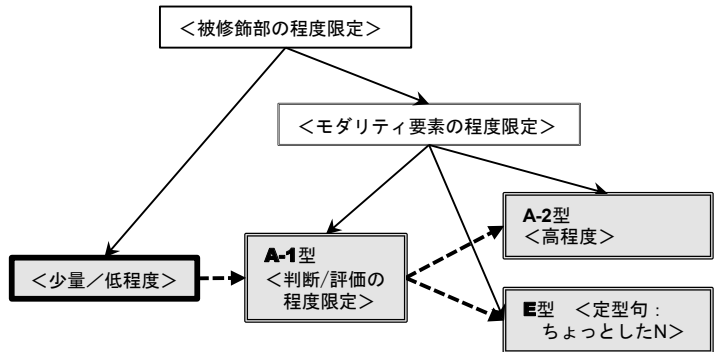 ＜被修飾部の程度限定＞
＜モダリティ要素の程度限定＞
A-2型
＜高程度＞
A-1型
＜判断/評価の
程度限定＞
＜少量／低程度＞
E型　＜定型句：
ちょっとしたN＞